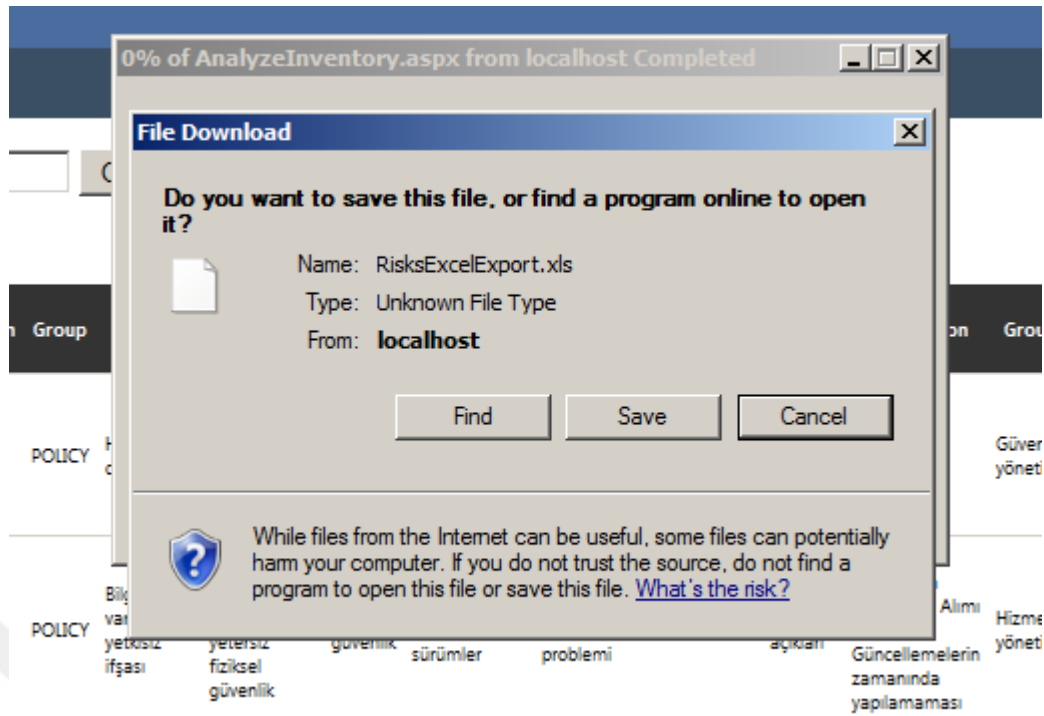 0% of AnalyzeInventory.aspx from localhost Completed
File Download
Do you want to save this file, or find a program online to open
it?
Name: RisksExcelExport.xls
Type: Unknown File Type
From: localhost
Find Save Cancel
While files from the Internet can be useful, some files can potentially
harm your computer. If you do not trust the source, do not find a
program to open this file or save this file. What's the risk?
Group
POLICY
POLICY
yetkisiz
ifşası
yetersiz
fiziksel
güvenlik
güvenlik
sürümler
problemi
açıkları
Alımı
Güncellemelerin
zamanında
yapılamaması